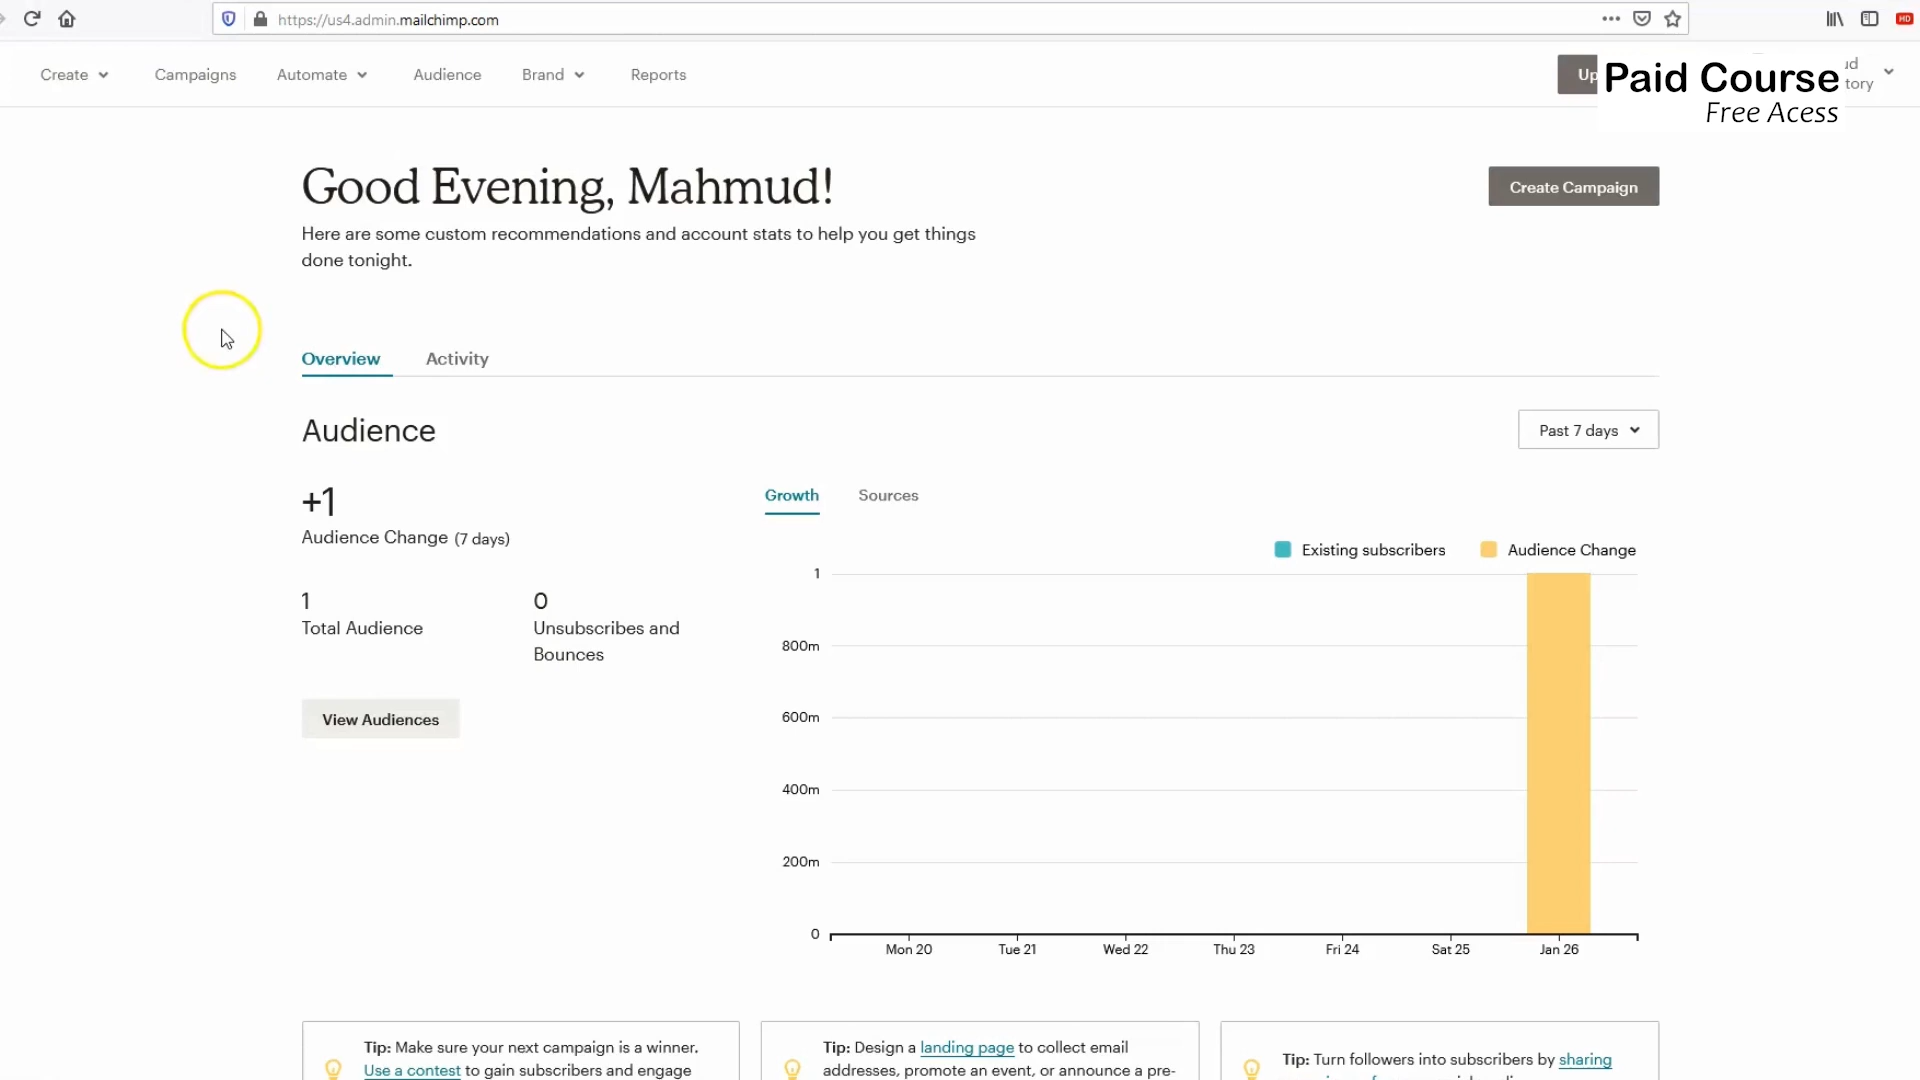 https://us4.admin.mailchimp.com
HD
Create
Campaigns
Automate
Audience
Brand
Reports
Up
Paid Course
Free Acess
ud
tory
Good Evening, Mahmud!
Create Campaign
Here are some custom recommendations and account stats to help you get things
done tonight.
Overview
Activity
Audience
Past 7 days
+1
Audience Change (7 days)
1
Total Audience
0
Unsubscribes and
Bounces
View Audiences
Growth
Sources
Existing subscribers
Audience Change
1
800m
600m
400m
200m
0
Mon 20
Tue 21
Wed 22
Thu 23
Fri 24
Sat 25
Jan 26
Tip: Make sure your next campaign is a winner.
Use a contest to gain subscribers and engage
Tip: Design a landing page to collect email
addresses, promote an event, or announce a pre-
Tip: Turn followers into subscribers by sharing